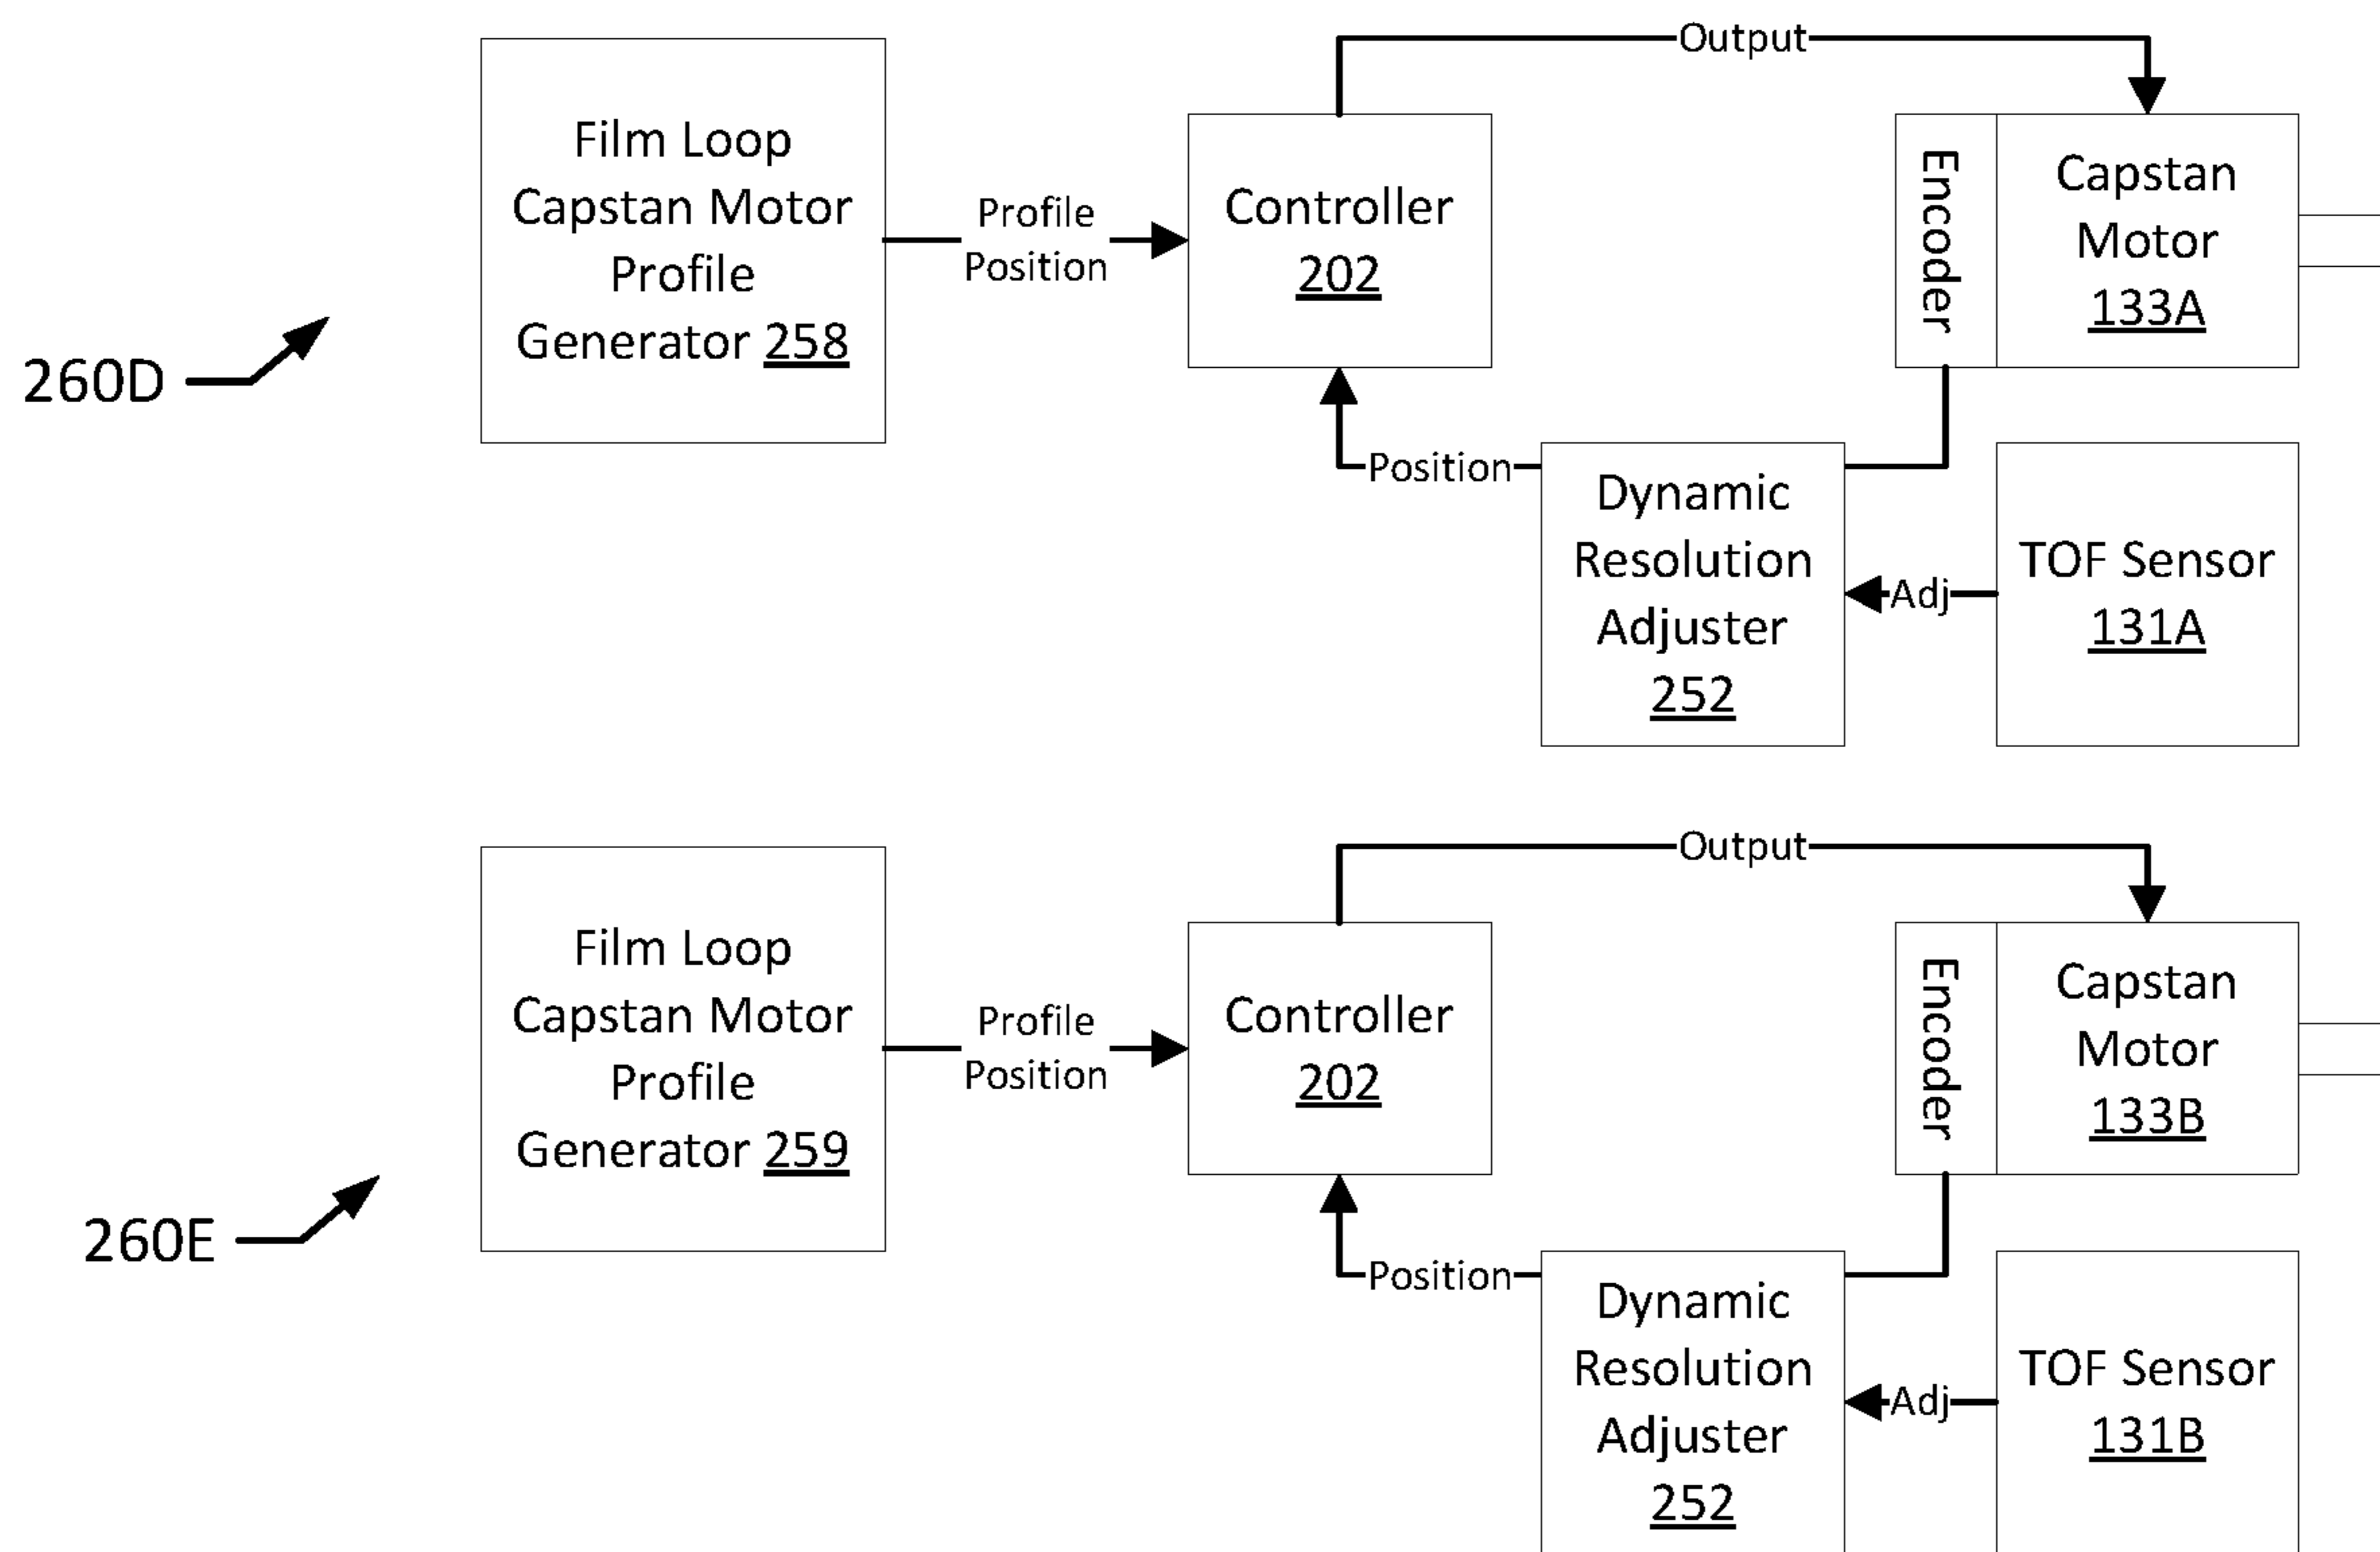 Output
Film Loop
Capstan Motor
Profile
Generator 258
Profile
Position
Controller
202
Encoder
Capstan
Motor
133A
260D
Position
Dynamic
Resolution
Adjuster
252
Adj
TOF Sensor
131A
Output
Film Loop
Capstan Motor
Profile
Generator 259
Profile
Position
Controller
202
Encoder
Capstan
Motor
133B
260E
Position
Dynamic
Resolution
Adjuster
252
Adj
TOF Sensor
131B